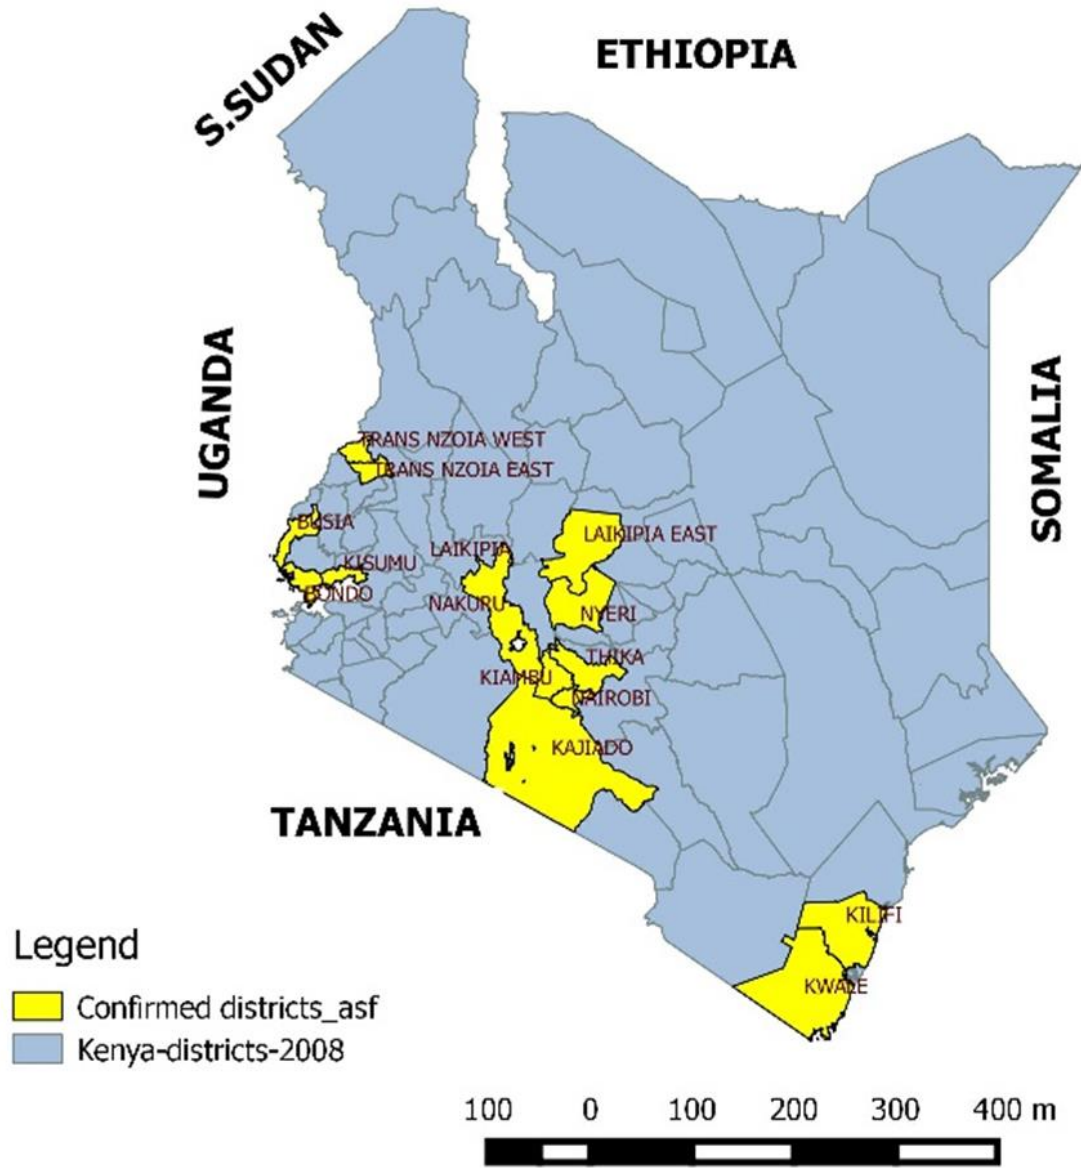 S.SUDAN
ETHIOPIA
UGANDA
SOMALIA
TRANS NZOIA WEST
TRANS NZOIA EAST
BUSIA
LAIKIPIA EAST
LAIKIPIA
KISUMU
BONDO
NAKURU
NYERI
THIKA
KIAMBU
NAIROBI
KAJIADO
TANZANIA
KILIFI
KWALE
Legend
Confirmed districts_asf
Kenya-districts-2008
100 0 100 200 300 400 m